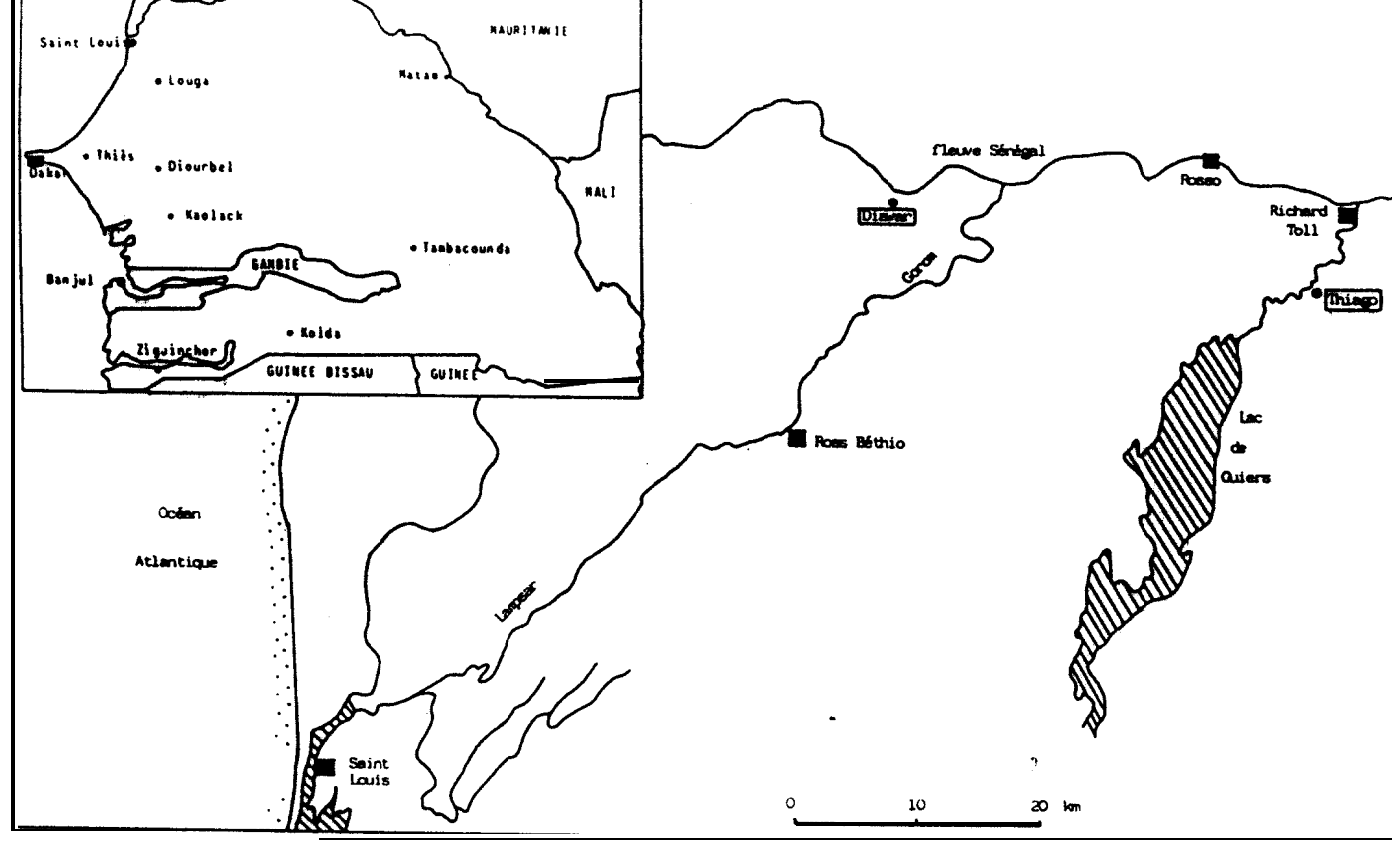 MAURITANIE
Saint Louis
Matam
Louga
Thiès
Diourbel
Dakar
MALI
Kaolack
Tambacounda
GAMBIE
Banjul
Kolda
Ziguinchor
GUINEE BISSAU
GUINEE
fleuve Sénégal
Rosso
Diawar
Richard
Toll
Gorom
Thiago
Lac
de
Guiers
Ross Béthio
Océan
Atlantique
Lampsar
Saint
Louis
?
0 10 20 km